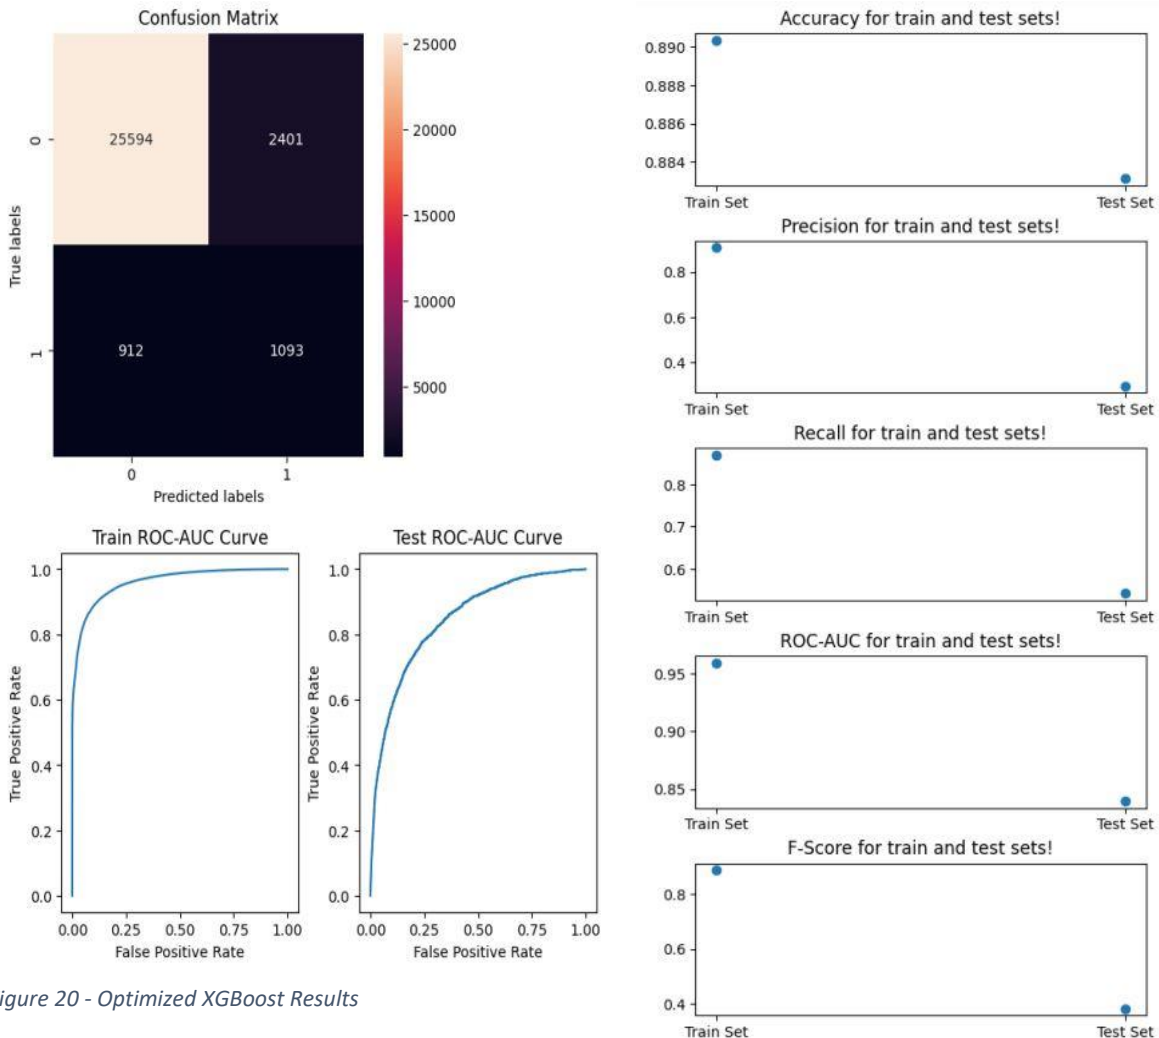 Confusion Matrix
25000
20000
15000
10000
5000
True labels
0
1
25594
2401
912
1093
0
1
Predicted labels
Train ROC-AUC Curve
True Positive Rate
1.0
0.8
0.6
0.4
0.2
0.0
0.00 0.25 0.50 0.75 1.00
False Positive Rate
Test ROC-AUC Curve
True Positive Rate
1.0
0.8
0.6
0.4
0.2
0.0
0.00 0.25 0.50 0.75 1.00
False Positive Rate
igure 20 - Optimized XGBoost Results
Accuracy for train and test sets!
0.890
0.888
0.886
0.884
Train Set Test Set
Precision for train and test sets!
0.8
0.6
0.4
Train Set Test Set
Recall for train and test sets!
0.8
0.7
0.6
Train Set Test Set
ROC-AUC for train and test sets!
0.95
0.90
0.85
Train Set Test Set
F-Score for train and test sets!
0.8
0.6
0.4
Train Set Test Set